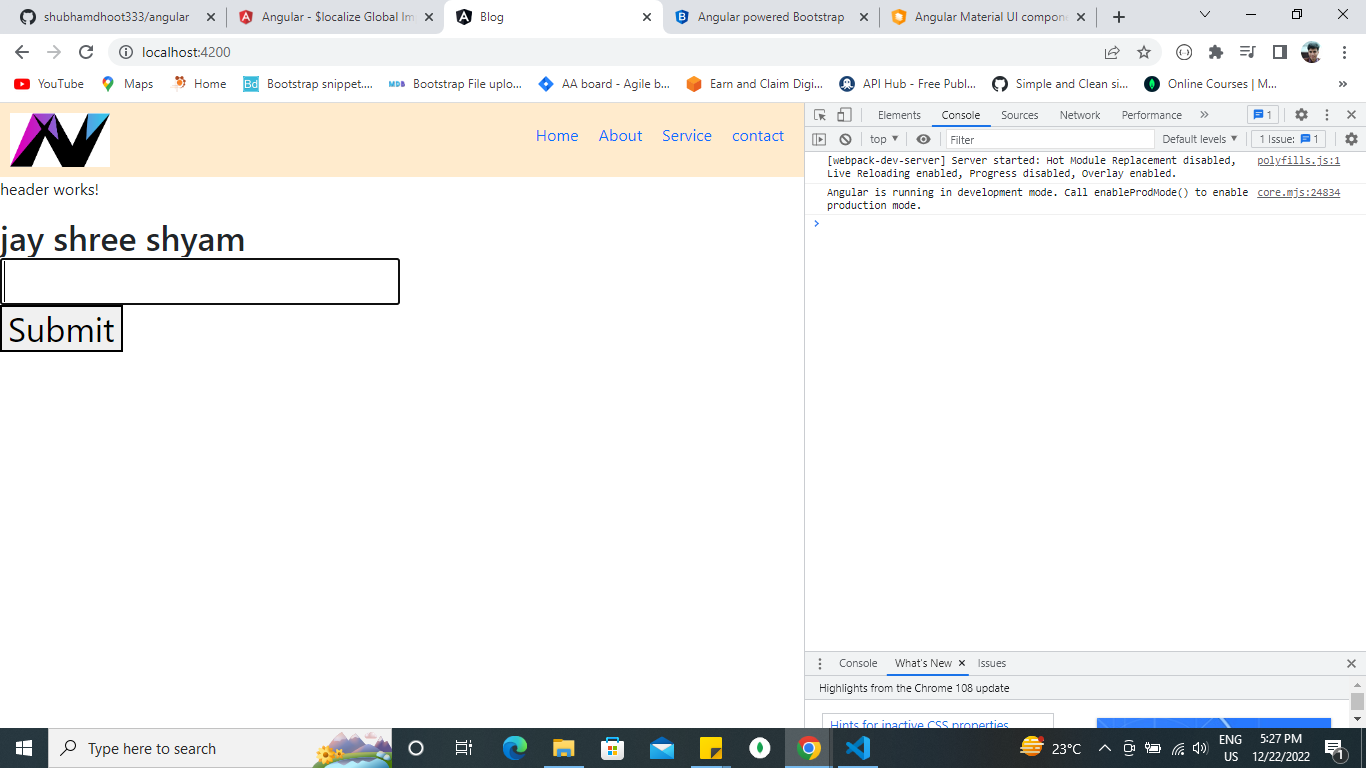 shubhamdhoot333/angular
Angular - $localize Global Im
Blog
Angular powered Bootstrap
Angular Material UI compone
localhost:4200
YouTube
Maps
Home
Bd
Bootstrap snippet....
MDB
Bootstrap File uplo...
AA board - Agile b...
Earn and Claim Digi...
API Hub - Free Publ...
Simple and Clean si...
Online Courses | M...
»
Home About Service contact
header works!
jay shree shyam
Submit
Elements Console Sources Network Performance » 1
top Filter Default levels 1 Issue: 1
[webpack-dev-server] Server started: Hot Module Replacement disabled, polyfills.js:1
Live Reloading enabled, Progress disabled, Overlay enabled.
Angular is running in development mode. Call enableProdMode() to enable core.mjs:24834
production mode.
Console What's New Issues
Highlights from the Chrome 108 update
Hints for inactive CSS properties
Type here to search
23°C
ENG
US
5:27 PM
12/22/2022
1